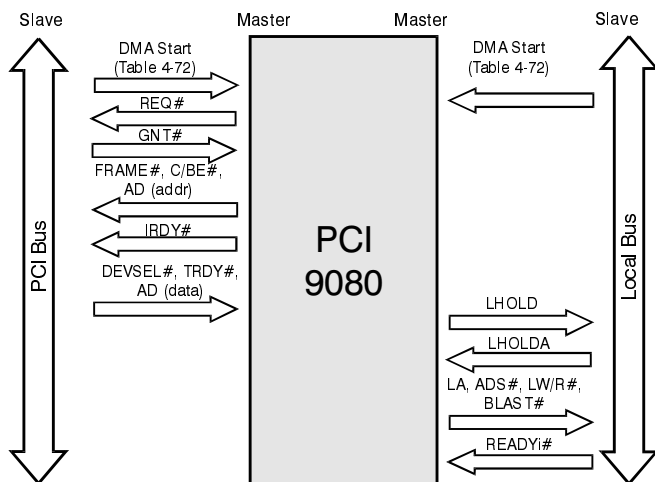 Slave
Master
Master
Slave
DMA Start
(Table 4-72)
REQ#
GNT#
FRAME#, C/BE#,
AD (addr)
IRDY#
DEVSEL#, TRDY#,
AD (data)
PCI Bus
PCI
9080
DMA Start
(Table 4-72)
LHOLD
LHOLDA
LA, ADS#, LW/R#,
BLAST#
READYi#
Local Bus